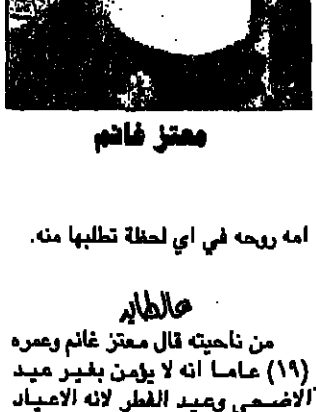 معتز غانم
امه روحه في اي لحظة تطلبها منه.
عالطاير
من ناحيته قال معتز غانم وعمره
(١٩) عاما انه لا يؤمن بغير عيد
الاضحى وعيد الفطر لانه الاعياد